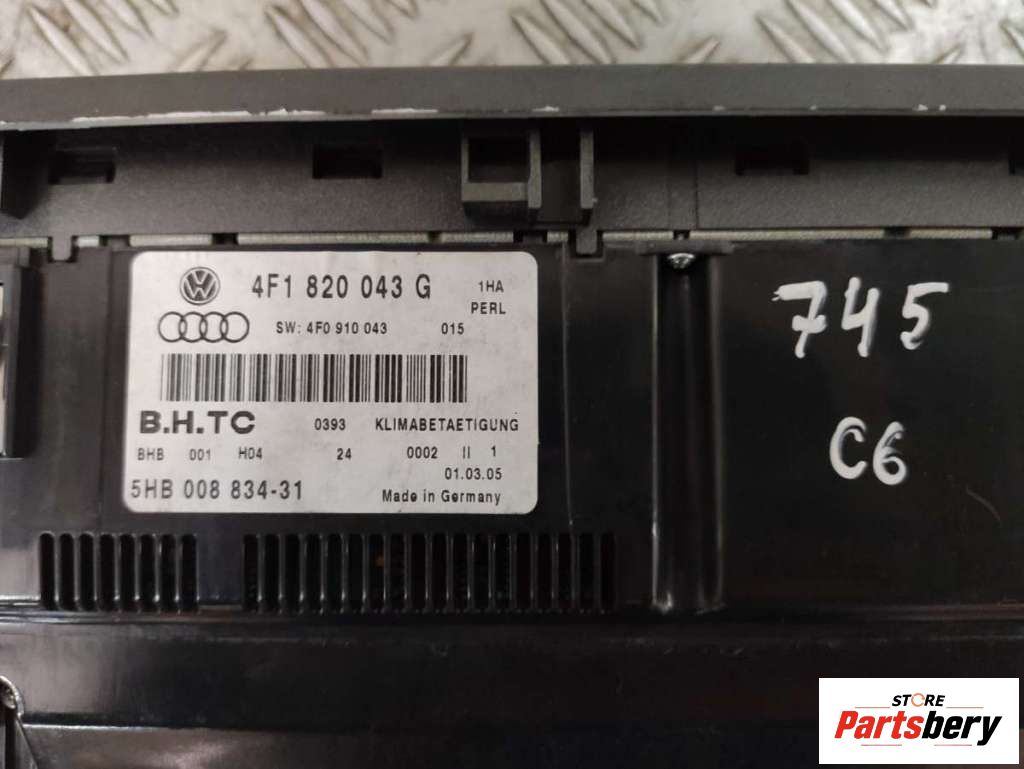 4F1 820 043 G 1HA
PERL
SW: 4F0 910 043 015
B.H.TC 0393 KLIMABETAETIGUNG
BHB 001 H04 24 0002 II 1
01.03.05
5HB 008 834-31 Made in Germany
745
C6
STORE
Partsbery